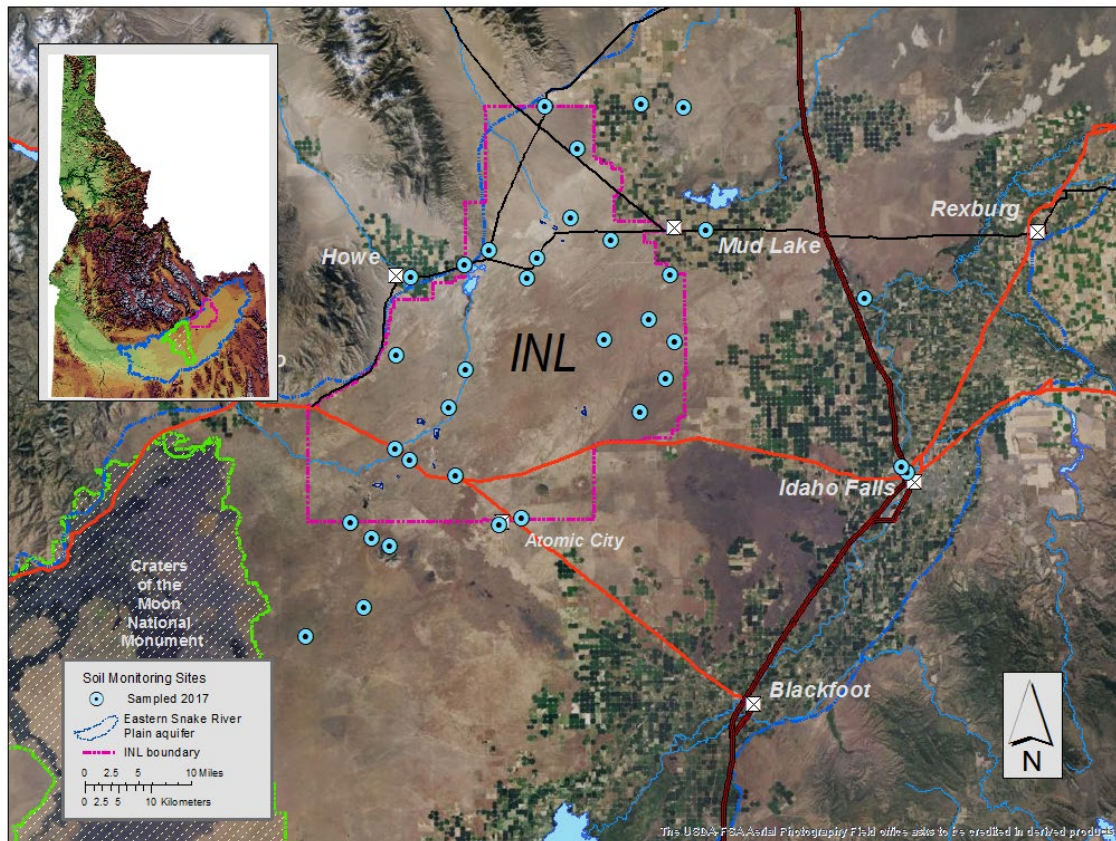 Rexburg
Mud Lake
Howe
INL
Idaho Falls
Atomic City
Craters
of the
Moon
National
Monument
Blackfoot
Soil Monitoring Sites
Sampled 2017
Eastern Snake River
Plain aquifer
INL boundary
0 2.5 5 10 Miles
0 2.5 5 10 Kilometers
N
The USDA FSA Aerial Photography Field office asks to be credited in derived products